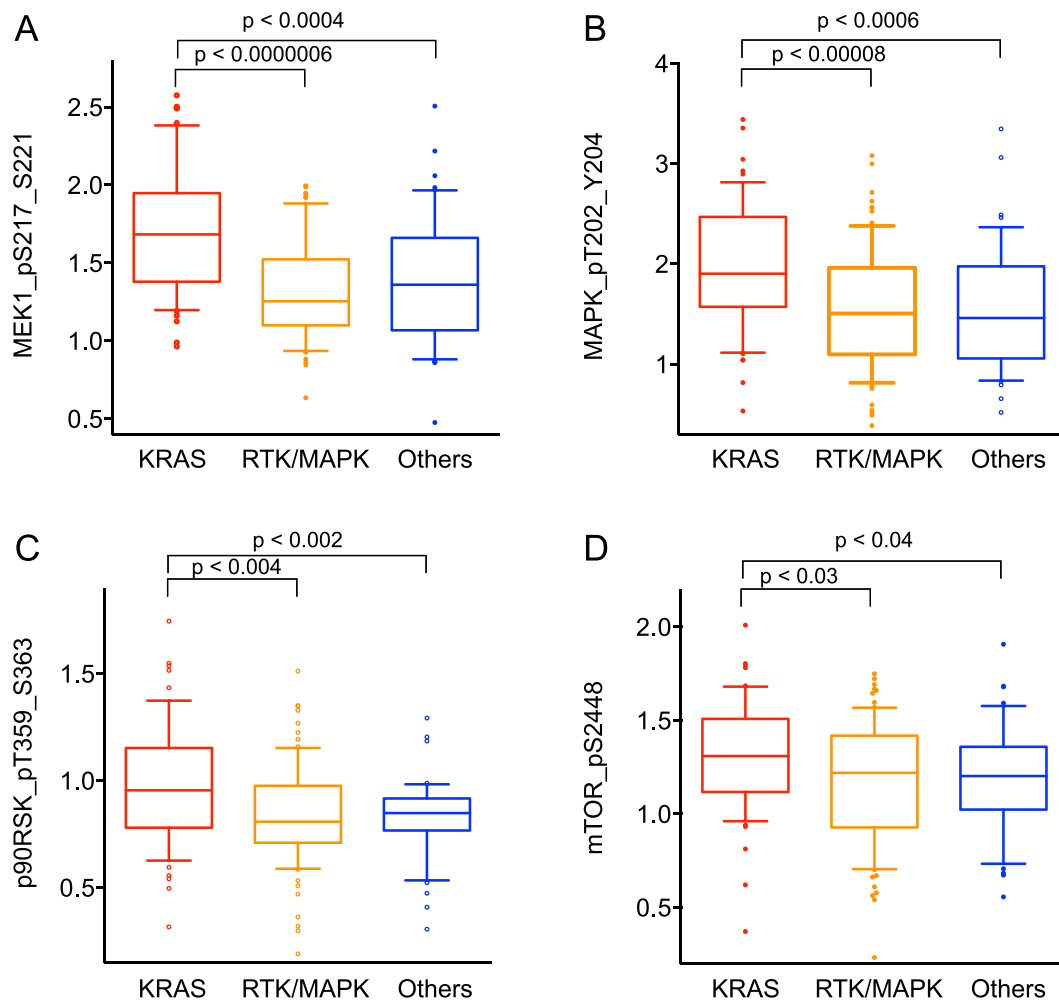 A
p < 0.0004
p < 0.0000006
MEK1_pS217_S221
2.5
2.0
1.5
1.0
0.5
KRAS RTK/MAPK Others
B
p < 0.0006
p < 0.00008
MAPK_pT202_Y204
4
3
2
1
KRAS RTK/MAPK Others
C
p < 0.002
p < 0.004
p90RSK_pT359_S363
1.5
1.0
0.5
KRAS RTK/MAPK Others
D
p < 0.04
p < 0.03
mTOR_pS2448
2.0
1.5
1.0
0.5
KRAS RTK/MAPK Others